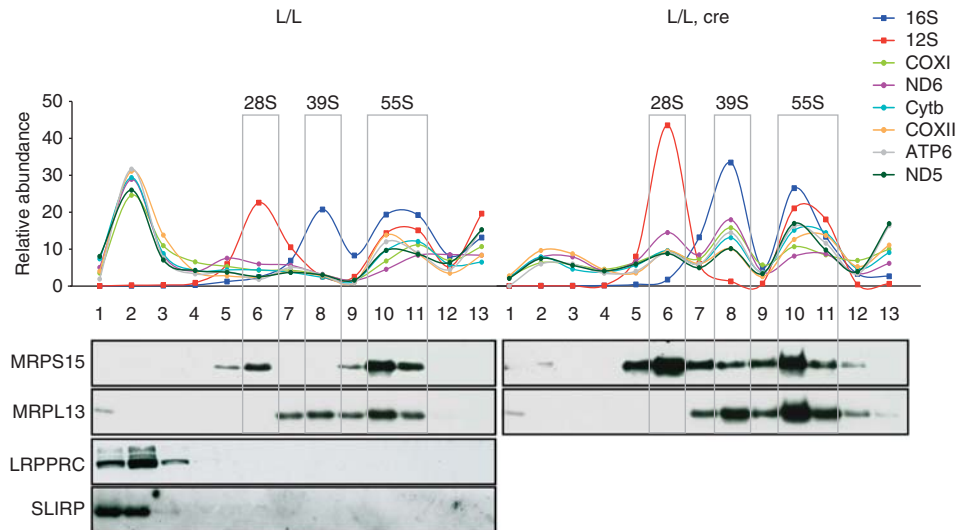 L/L
L/L, cre
16S
12S
COXI
ND6
Cytb
COXII
ATP6
ND5
28S 39S 55S
28S 39S 55S
Relative abundance
50
40
30
20
10
0
1 2 3 4 5 6 7 8 9 10 11 12 13
1 2 3 4 5 6 7 8 9 10 11 12 13
MRPS15
MRPL13
LRPPRC
SLIRP